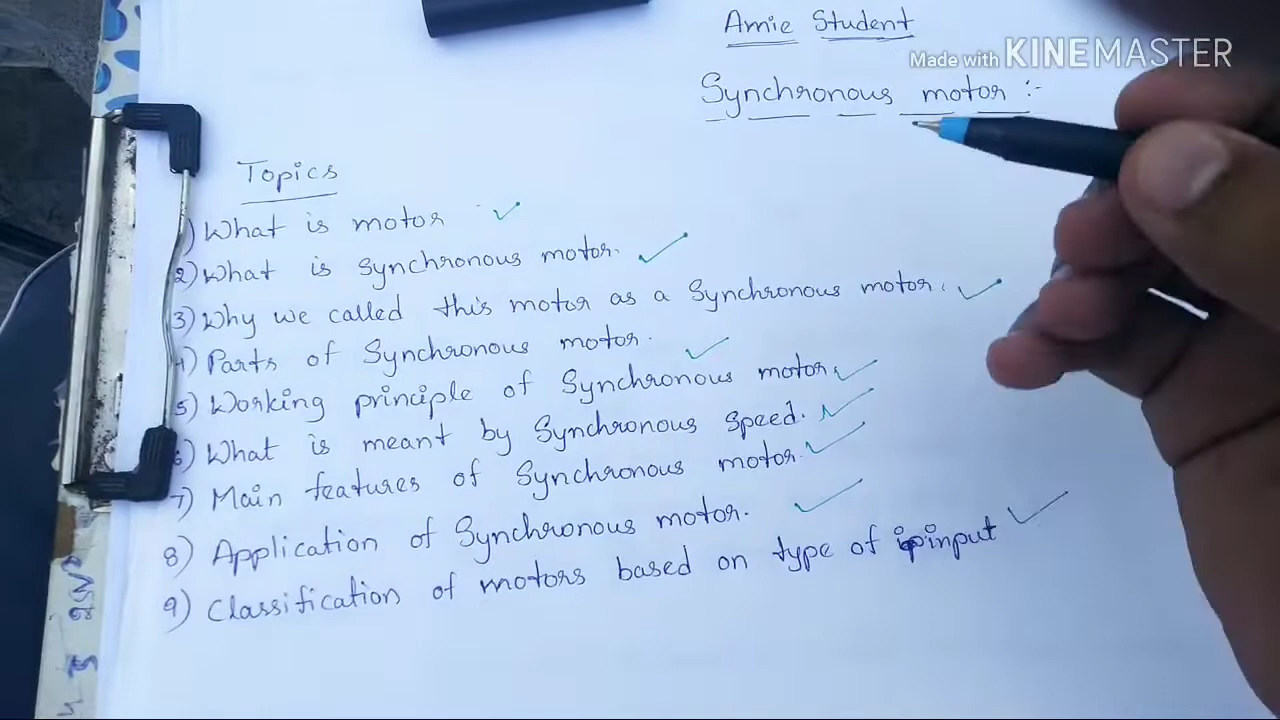 Amie Student
Made with KINEMASTER
Synchronous motor :-
Topics
1) What is motor
2) What is Synchronous motor.
3) Why we called this motor as a Synchronous motor.
4) Parts of Synchronous motor.
5) Working principle of Synchronous motor.
6) What is meant by Synchronous Speed.
7) Main features of Synchronous motor.
8) Application of Synchronous motor.
9) Classification of motors based on type of input